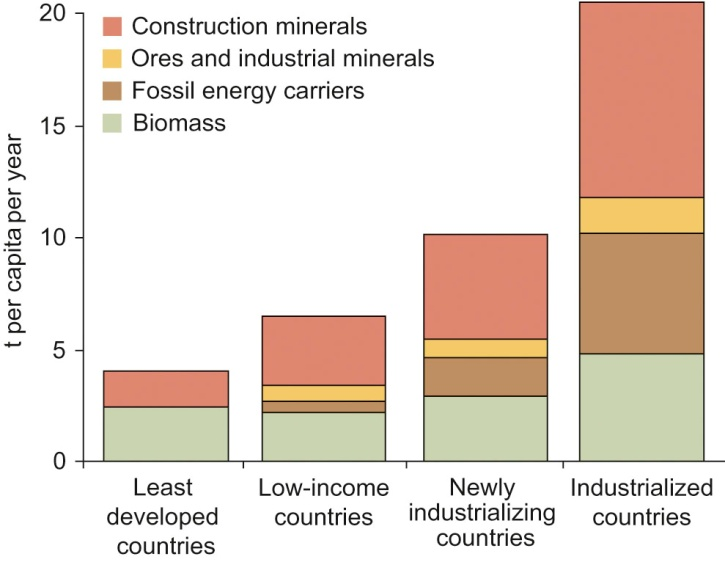 t per capita per year
20
15
10
5
0
Construction minerals
Ores and industrial minerals
Fossil energy carriers
Biomass
Least
developed
countries
Low-income
countries
Newly
industrializing
countries
Industrialized
countries